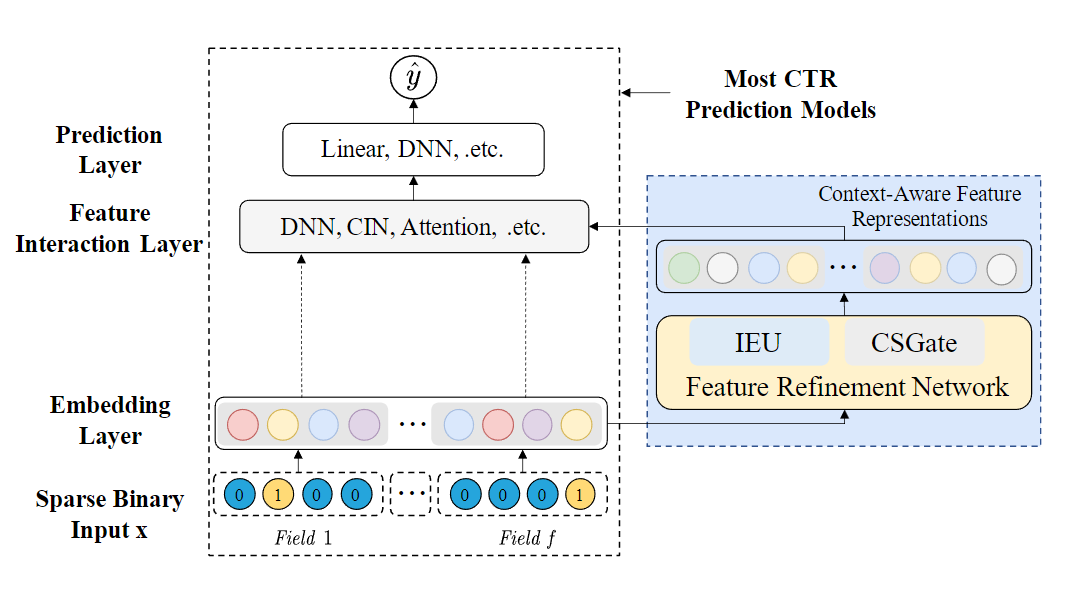 ŷ
Most CTR
Prediction Models
Prediction
Layer
Linear, DNN, .etc.
Feature
Interaction Layer
DNN, CIN, Attention, .etc.
Context-Aware Feature
Representations
...
IEU
CSGate
Feature Refinement Network
Embedding
Layer
...
Sparse Binary
Input x
0 1 0 0 ... 0 0 0 1
Field 1
Field f